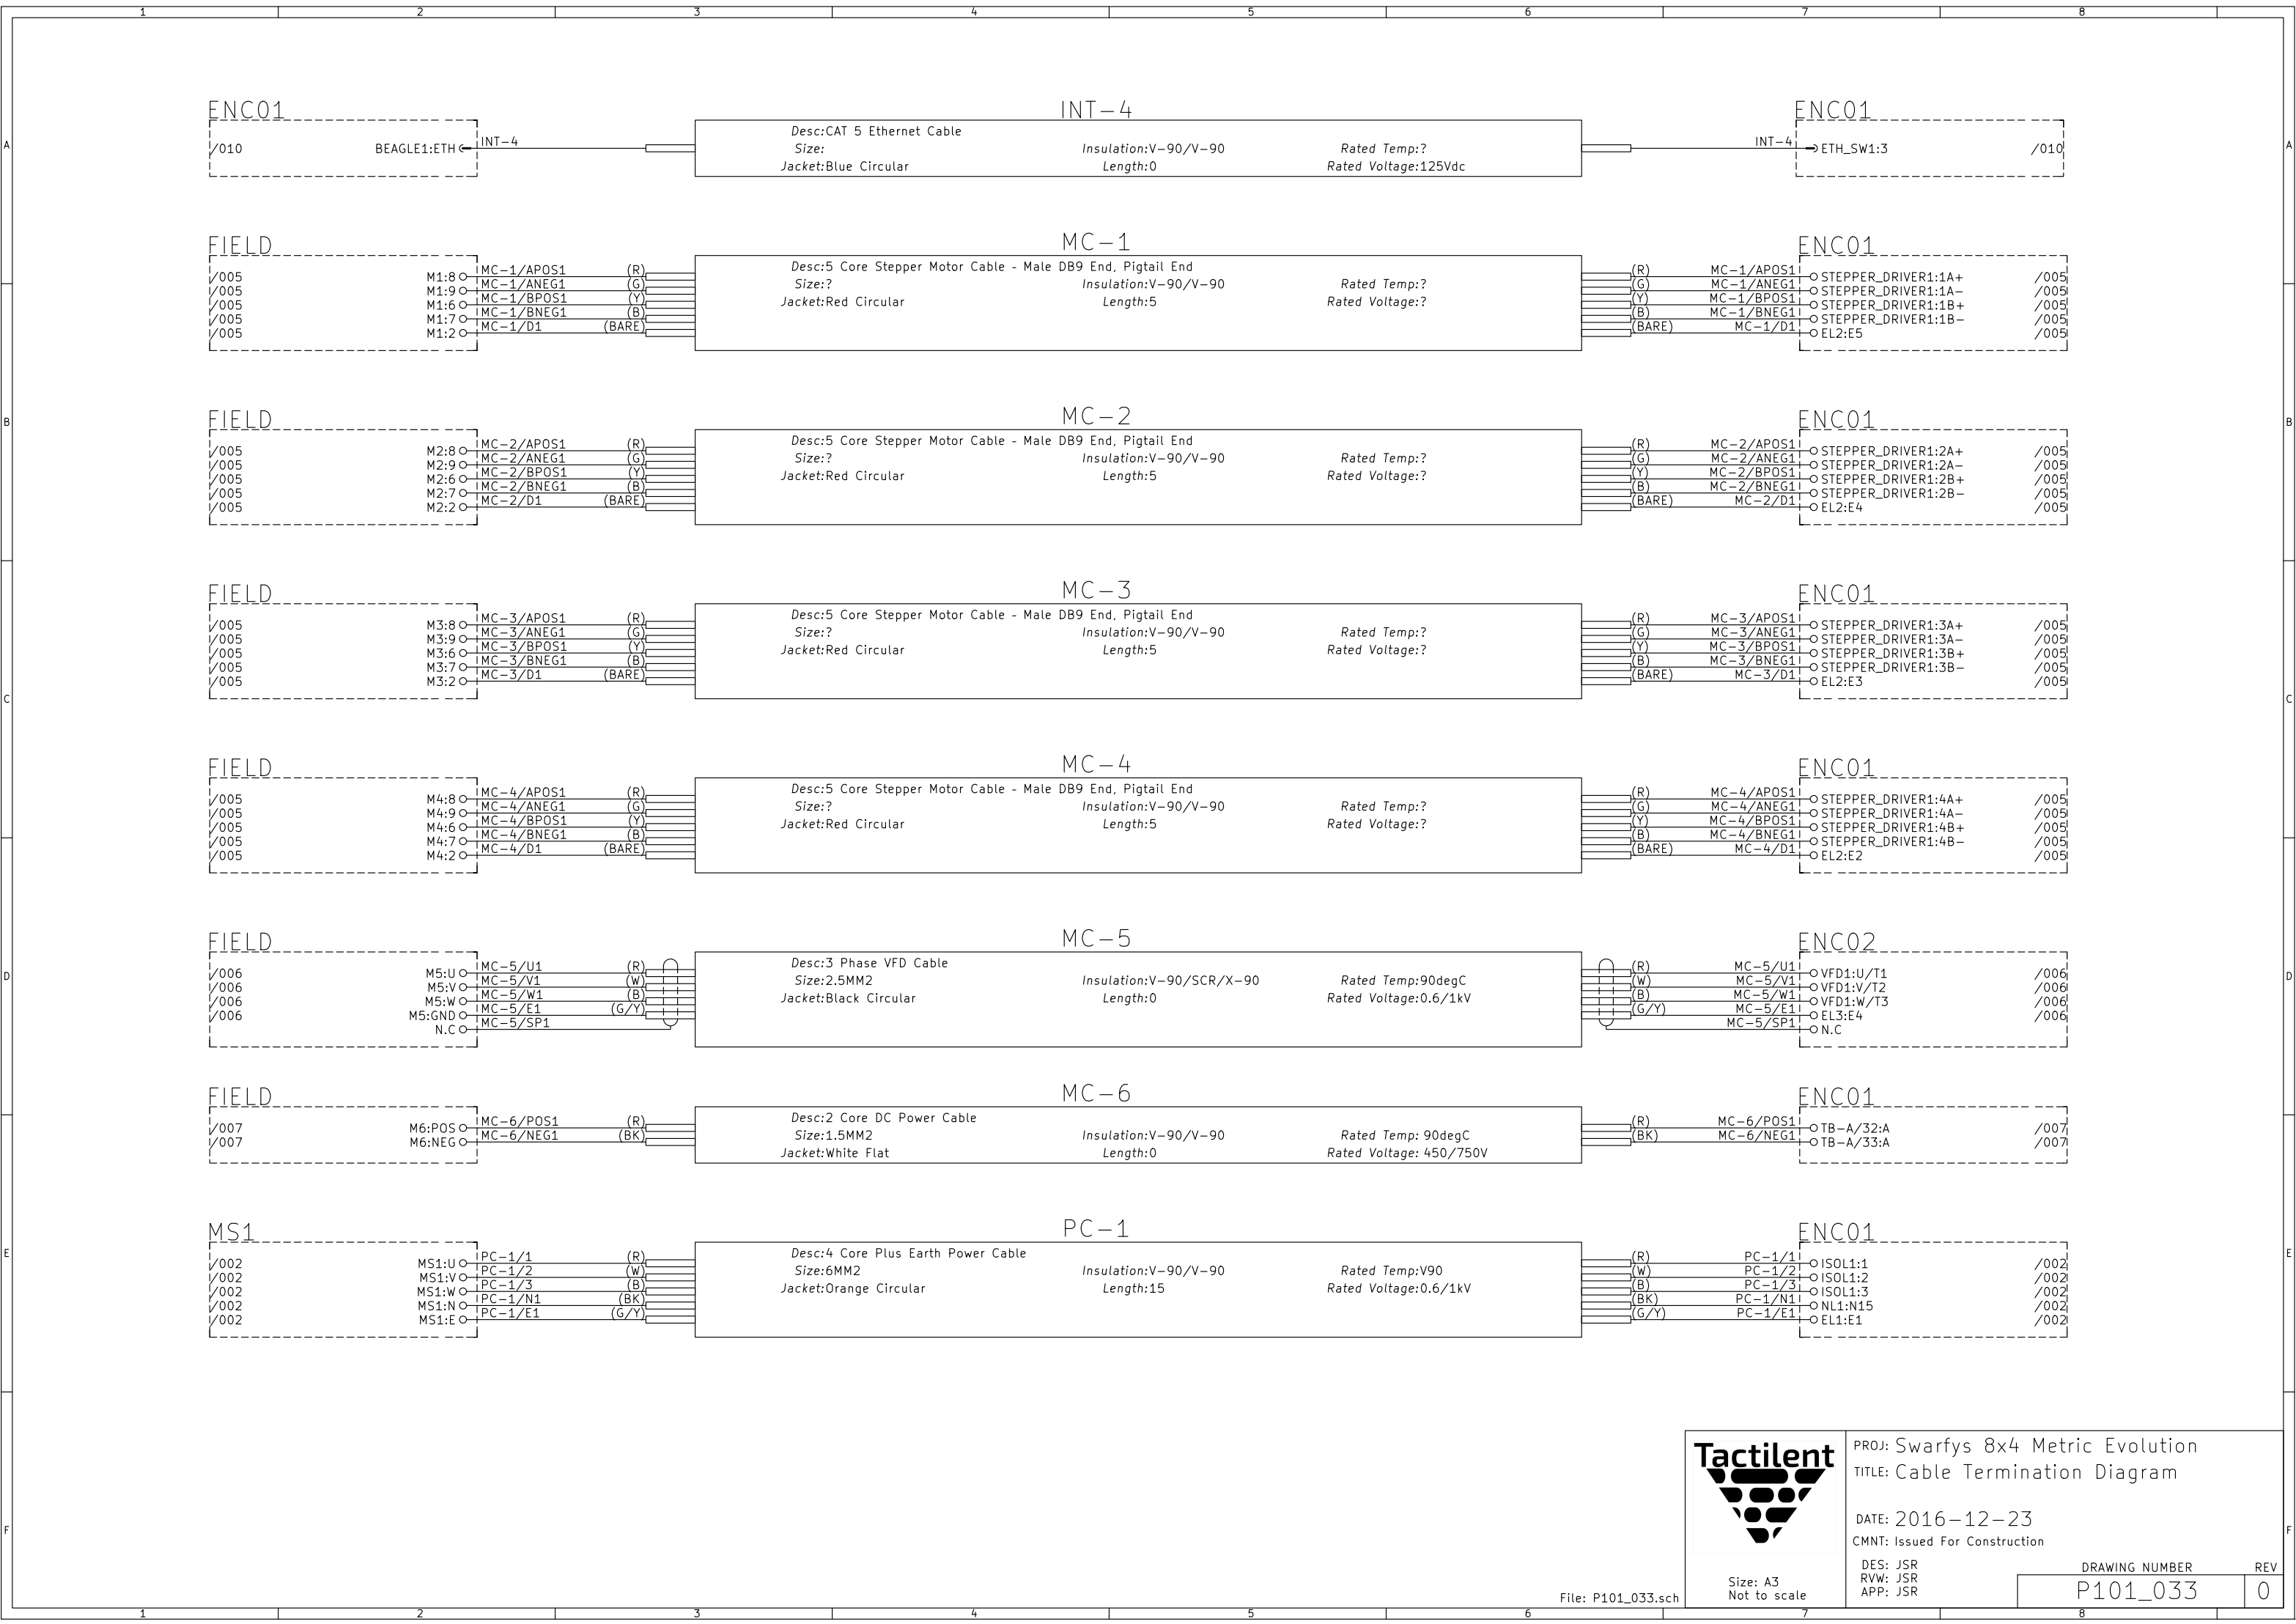 1 2 3 4 5 6 7 8
ENC01 INT-4 ENC01
Desc:CAT 5 Ethernet Cable
A /010 BEAGLE1:ETH INT-4 Size: Insulation:V-90/V-90 Rated Temp:? INT-4 ETH_SW1:3 /010 A
Jacket:Blue Circular Length:0 Rated Voltage:125Vdc
FIELD MC-1 ENC01
Desc:5 Core Stepper Motor Cable - Male DB9 End, Pigtail End
/005 M1:8 MC-1/APOS1 (R) (R) MC-1/APOS1 STEPPER_DRIVER1:1A+ /005
/005 M1:9 MC-1/ANEG1 (G) Size:? Insulation:V-90/V-90 Rated Temp:? (G) MC-1/ANEG1 STEPPER_DRIVER1:1A- /005
/005 M1:6 MC-1/BPOS1 (Y) Jacket:Red Circular Length:5 Rated Voltage:? (Y) MC-1/BPOS1 STEPPER_DRIVER1:1B+ /005
/005 M1:7 MC-1/BNEG1 (B) (B) MC-1/BNEG1 STEPPER_DRIVER1:1B- /005
/005 M1:2 MC-1/D1 (BARE) (BARE) MC-1/D1 EL2:E5 /005
FIELD MC-2 ENC01
B B
Desc:5 Core Stepper Motor Cable - Male DB9 End, Pigtail End
/005 M2:8 MC-2/APOS1 (R) (R) MC-2/APOS1 STEPPER_DRIVER1:2A+ /005
/005 M2:9 MC-2/ANEG1 (G) Size:? Insulation:V-90/V-90 Rated Temp:? (G) MC-2/ANEG1 STEPPER_DRIVER1:2A- /005
/005 M2:6 MC-2/BPOS1 (Y) Jacket:Red Circular Length:5 Rated Voltage:? (Y) MC-2/BPOS1 STEPPER_DRIVER1:2B+ /005
/005 M2:7 MC-2/BNEG1 (B) (B) MC-2/BNEG1 STEPPER_DRIVER1:2B- /005
/005 M2:2 MC-2/D1 (BARE) (BARE) MC-2/D1 EL2:E4 /005
FIELD MC-3 ENC01
Desc:5 Core Stepper Motor Cable - Male DB9 End, Pigtail End
/005 M3:8 MC-3/APOS1 (R) (R) MC-3/APOS1 STEPPER_DRIVER1:3A+ /005
/005 M3:9 MC-3/ANEG1 (G) Size:? Insulation:V-90/V-90 Rated Temp:? (G) MC-3/ANEG1 STEPPER_DRIVER1:3A- /005
/005 M3:6 MC-3/BPOS1 (Y) Jacket:Red Circular Length:5 Rated Voltage:? (Y) MC-3/BPOS1 STEPPER_DRIVER1:3B+ /005
/005 M3:7 MC-3/BNEG1 (B) (B) MC-3/BNEG1 STEPPER_DRIVER1:3B- /005
/005 M3:2 MC-3/D1 (BARE) (BARE) MC-3/D1 EL2:E3 /005
C C
FIELD MC-4 ENC01
Desc:5 Core Stepper Motor Cable - Male DB9 End, Pigtail End
/005 M4:8 MC-4/APOS1 (R) (R) MC-4/APOS1 STEPPER_DRIVER1:4A+ /005
/005 M4:9 MC-4/ANEG1 (G) Size:? Insulation:V-90/V-90 Rated Temp:? (G) MC-4/ANEG1 STEPPER_DRIVER1:4A- /005
/005 M4:6 MC-4/BPOS1 (Y) Jacket:Red Circular Length:5 Rated Voltage:? (Y) MC-4/BPOS1 STEPPER_DRIVER1:4B+ /005
/005 M4:7 MC-4/BNEG1 (B) (B) MC-4/BNEG1 STEPPER_DRIVER1:4B- /005
/005 M4:2 MC-4/D1 (BARE) (BARE) MC-4/D1 EL2:E2 /005
FIELD MC-5 ENC02
Desc:3 Phase VFD Cable
D /006 M5:U MC-5/U1 (R) (R) MC-5/U1 VFD1:U/T1 /006 D
/006 M5:V MC-5/V1 (W) Size:2.5MM2 Insulation:V-90/SCR/X-90 Rated Temp:90degC (W) MC-5/V1 VFD1:V/T2 /006
/006 M5:W MC-5/W1 (B) Jacket:Black Circular Length:0 Rated Voltage:0.6/1kV (B) MC-5/W1 VFD1:W/T3 /006
/006 M5:GND MC-5/E1 (G/Y) (G/Y) MC-5/E1 EL3:E4 /006
N.C MC-5/SP1 MC-5/SP1 N.C
FIELD MC-6 ENC01
Desc:2 Core DC Power Cable
/007 M6:POS MC-6/POS1 (R) (R) MC-6/POS1 TB-A/32:A /007
/007 M6:NEG MC-6/NEG1 (BK) Size:1.5MM2 Insulation:V-90/V-90 Rated Temp: 90degC (BK) MC-6/NEG1 TB-A/33:A /007
Jacket:White Flat Length:0 Rated Voltage: 450/750V
MS1 PC-1 ENC01
E Desc:4 Core Plus Earth Power Cable E
/002 MS1:U PC-1/1 (R) (R) PC-1/1 ISOL1:1 /002
/002 MS1:V PC-1/2 (W) Size:6MM2 Insulation:V-90/V-90 Rated Temp:V90 (W) PC-1/2 ISOL1:2 /002
/002 MS1:W PC-1/3 (B) Jacket:Orange Circular Length:15 Rated Voltage:0.6/1kV (B) PC-1/3 ISOL1:3 /002
/002 MS1:N PC-1/N1 (BK) (BK) PC-1/N1 NL1:N15 /002
/002 MS1:E PC-1/E1 (G/Y) (G/Y) PC-1/E1 EL1:E1 /002
Tactilent
PROJ: Swarfys 8x4 Metric Evolution
TITLE: Cable Termination Diagram
DATE: 2016-12-23
F F
CMNT: Issued For Construction
DES: JSR
RVW: JSR
APP: JSR
DRAWING NUMBER REV
P101_033 0
Size: A3
Not to scale
File: P101_033.sch
1 2 3 4 5 6 7 8